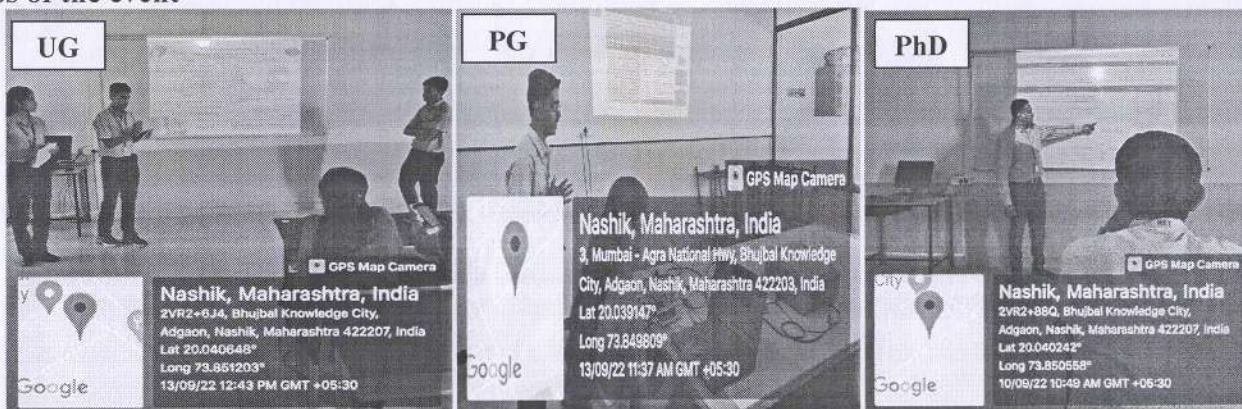 s of the event
UG
GPS Map Camera
Nashik, Maharashtra, India
2VR2+6J4, Bhujbal Knowledge City,
Adgaon, Nashik, Maharashtra 422207, India
Lat 20.040648°
Long 73.851203°
13/09/22 12:43 PM GMT +05:30
Google
PG
GPS Map Camera
Nashik, Maharashtra, India
3, Mumbai - Agra National Hwy, Bhujbal Knowledge
City, Adgaon, Nashik, Maharashtra 422203, India
Lat 20.039147°
Long 73.849809°
13/09/22 11:37 AM GMT +05:30
Google
PhD
GPS Map Camera
City
Nashik, Maharashtra, India
2VR2+88Q, Bhujbal Knowledge City,
Adgaon, Nashik, Maharashtra 422207, India
Lat 20.040242°
Long 73.850558°
10/09/22 10:49 AM GMT +05:30
Google